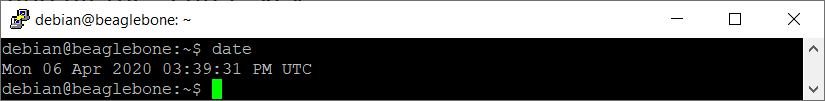 debian@beaglebone: ~
debian@beaglebone:~$ date
Mon 06 Apr 2020 03:39:31 PM UTC
debian@beaglebone:~$